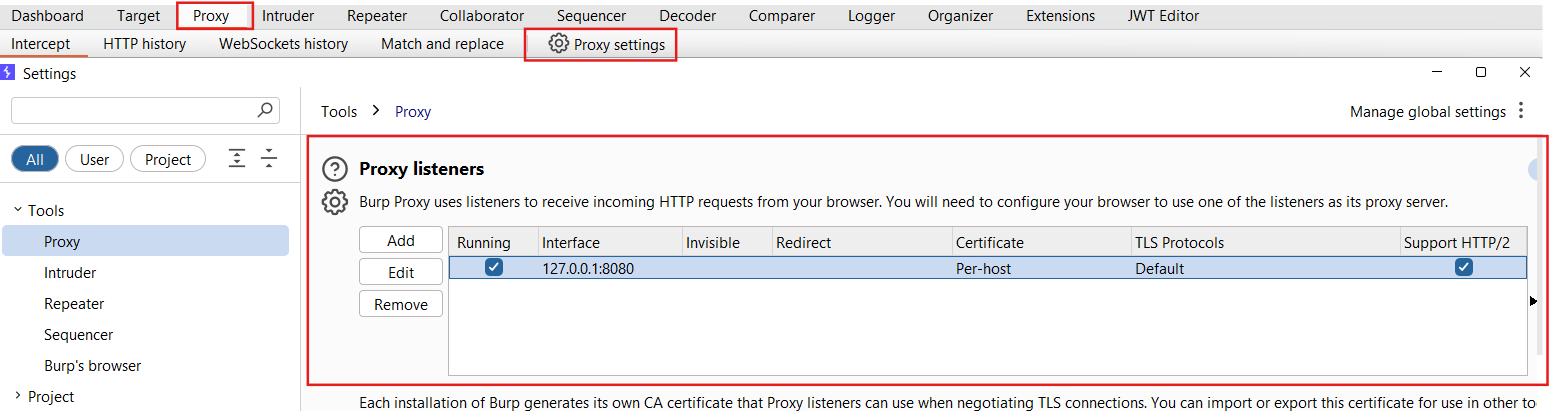 Dashboard Target Proxy Intruder Repeater Collaborator Sequencer Decoder Comparer Logger Organizer Extensions JWT Editor
Intercept HTTP history WebSockets history Match and replace Proxy settings
Settings
Tools > Proxy Manage global settings
All User Project
Proxy listeners
Burp Proxy uses listeners to receive incoming HTTP requests from your browser. You will need to configure your browser to use one of the listeners as its proxy server.
Tools
Proxy
Intruder
Repeater
Sequencer
Burp's browser
Project
Add
Edit
Remove
Running Interface Invisible Redirect Certificate TLS Protocols Support HTTP/2
127.0.0.1:8080 Per-host Default
Each installation of Burp generates its own CA certificate that Proxy listeners can use when negotiating TLS connections. You can import or export this certificate for use in other to